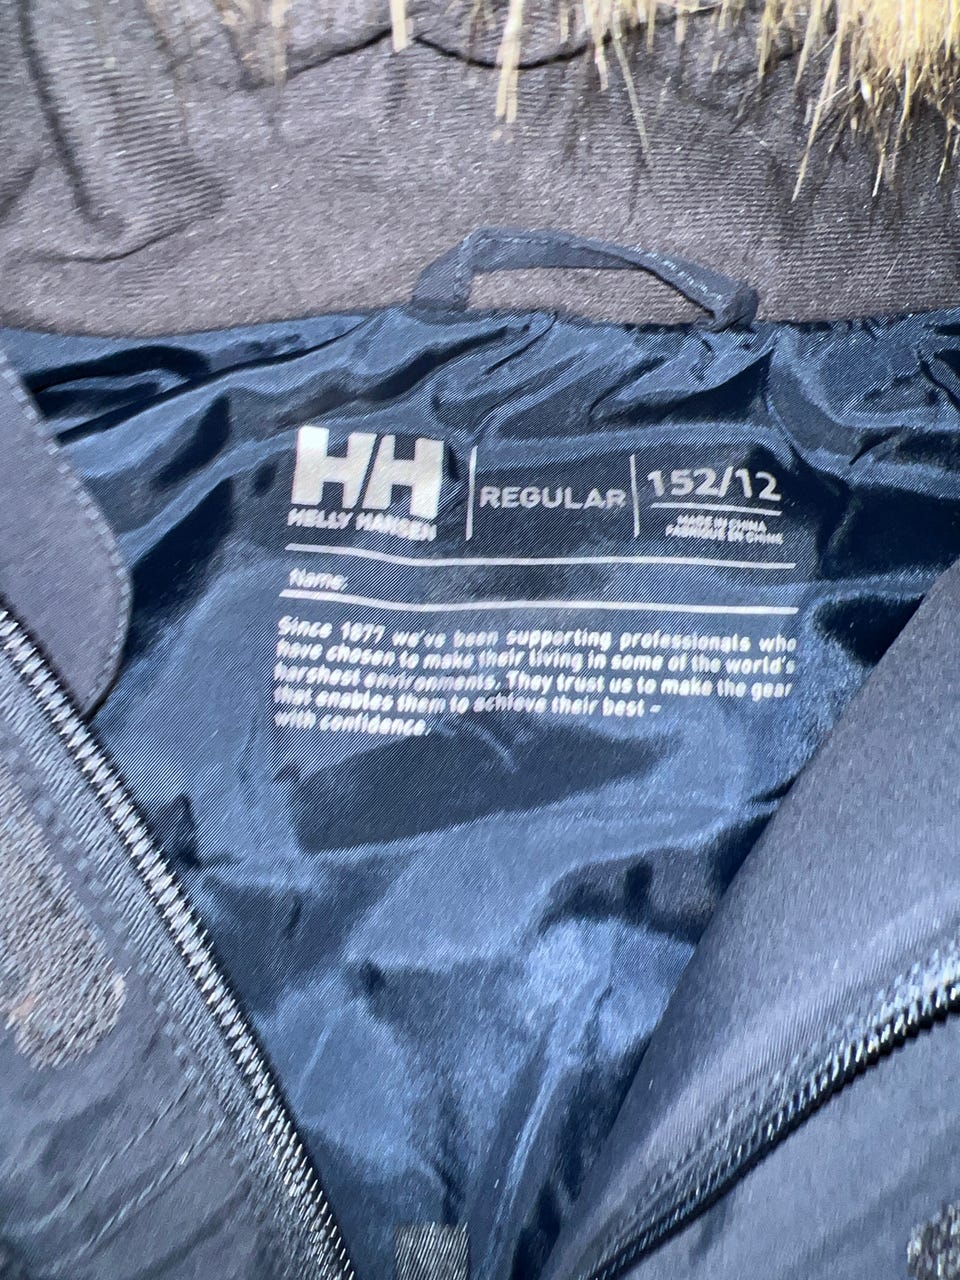 HH
HELLY HANSEN
REGULAR
152/12
MADE IN CHINA
FABRIQUE EN CHINE
Name:
Since 1877 we've been supporting professionals who
have chosen to make their living in some of the world's
harshest environments. They trust us to make the gear
that enables them to achieve their best –
with confidence.